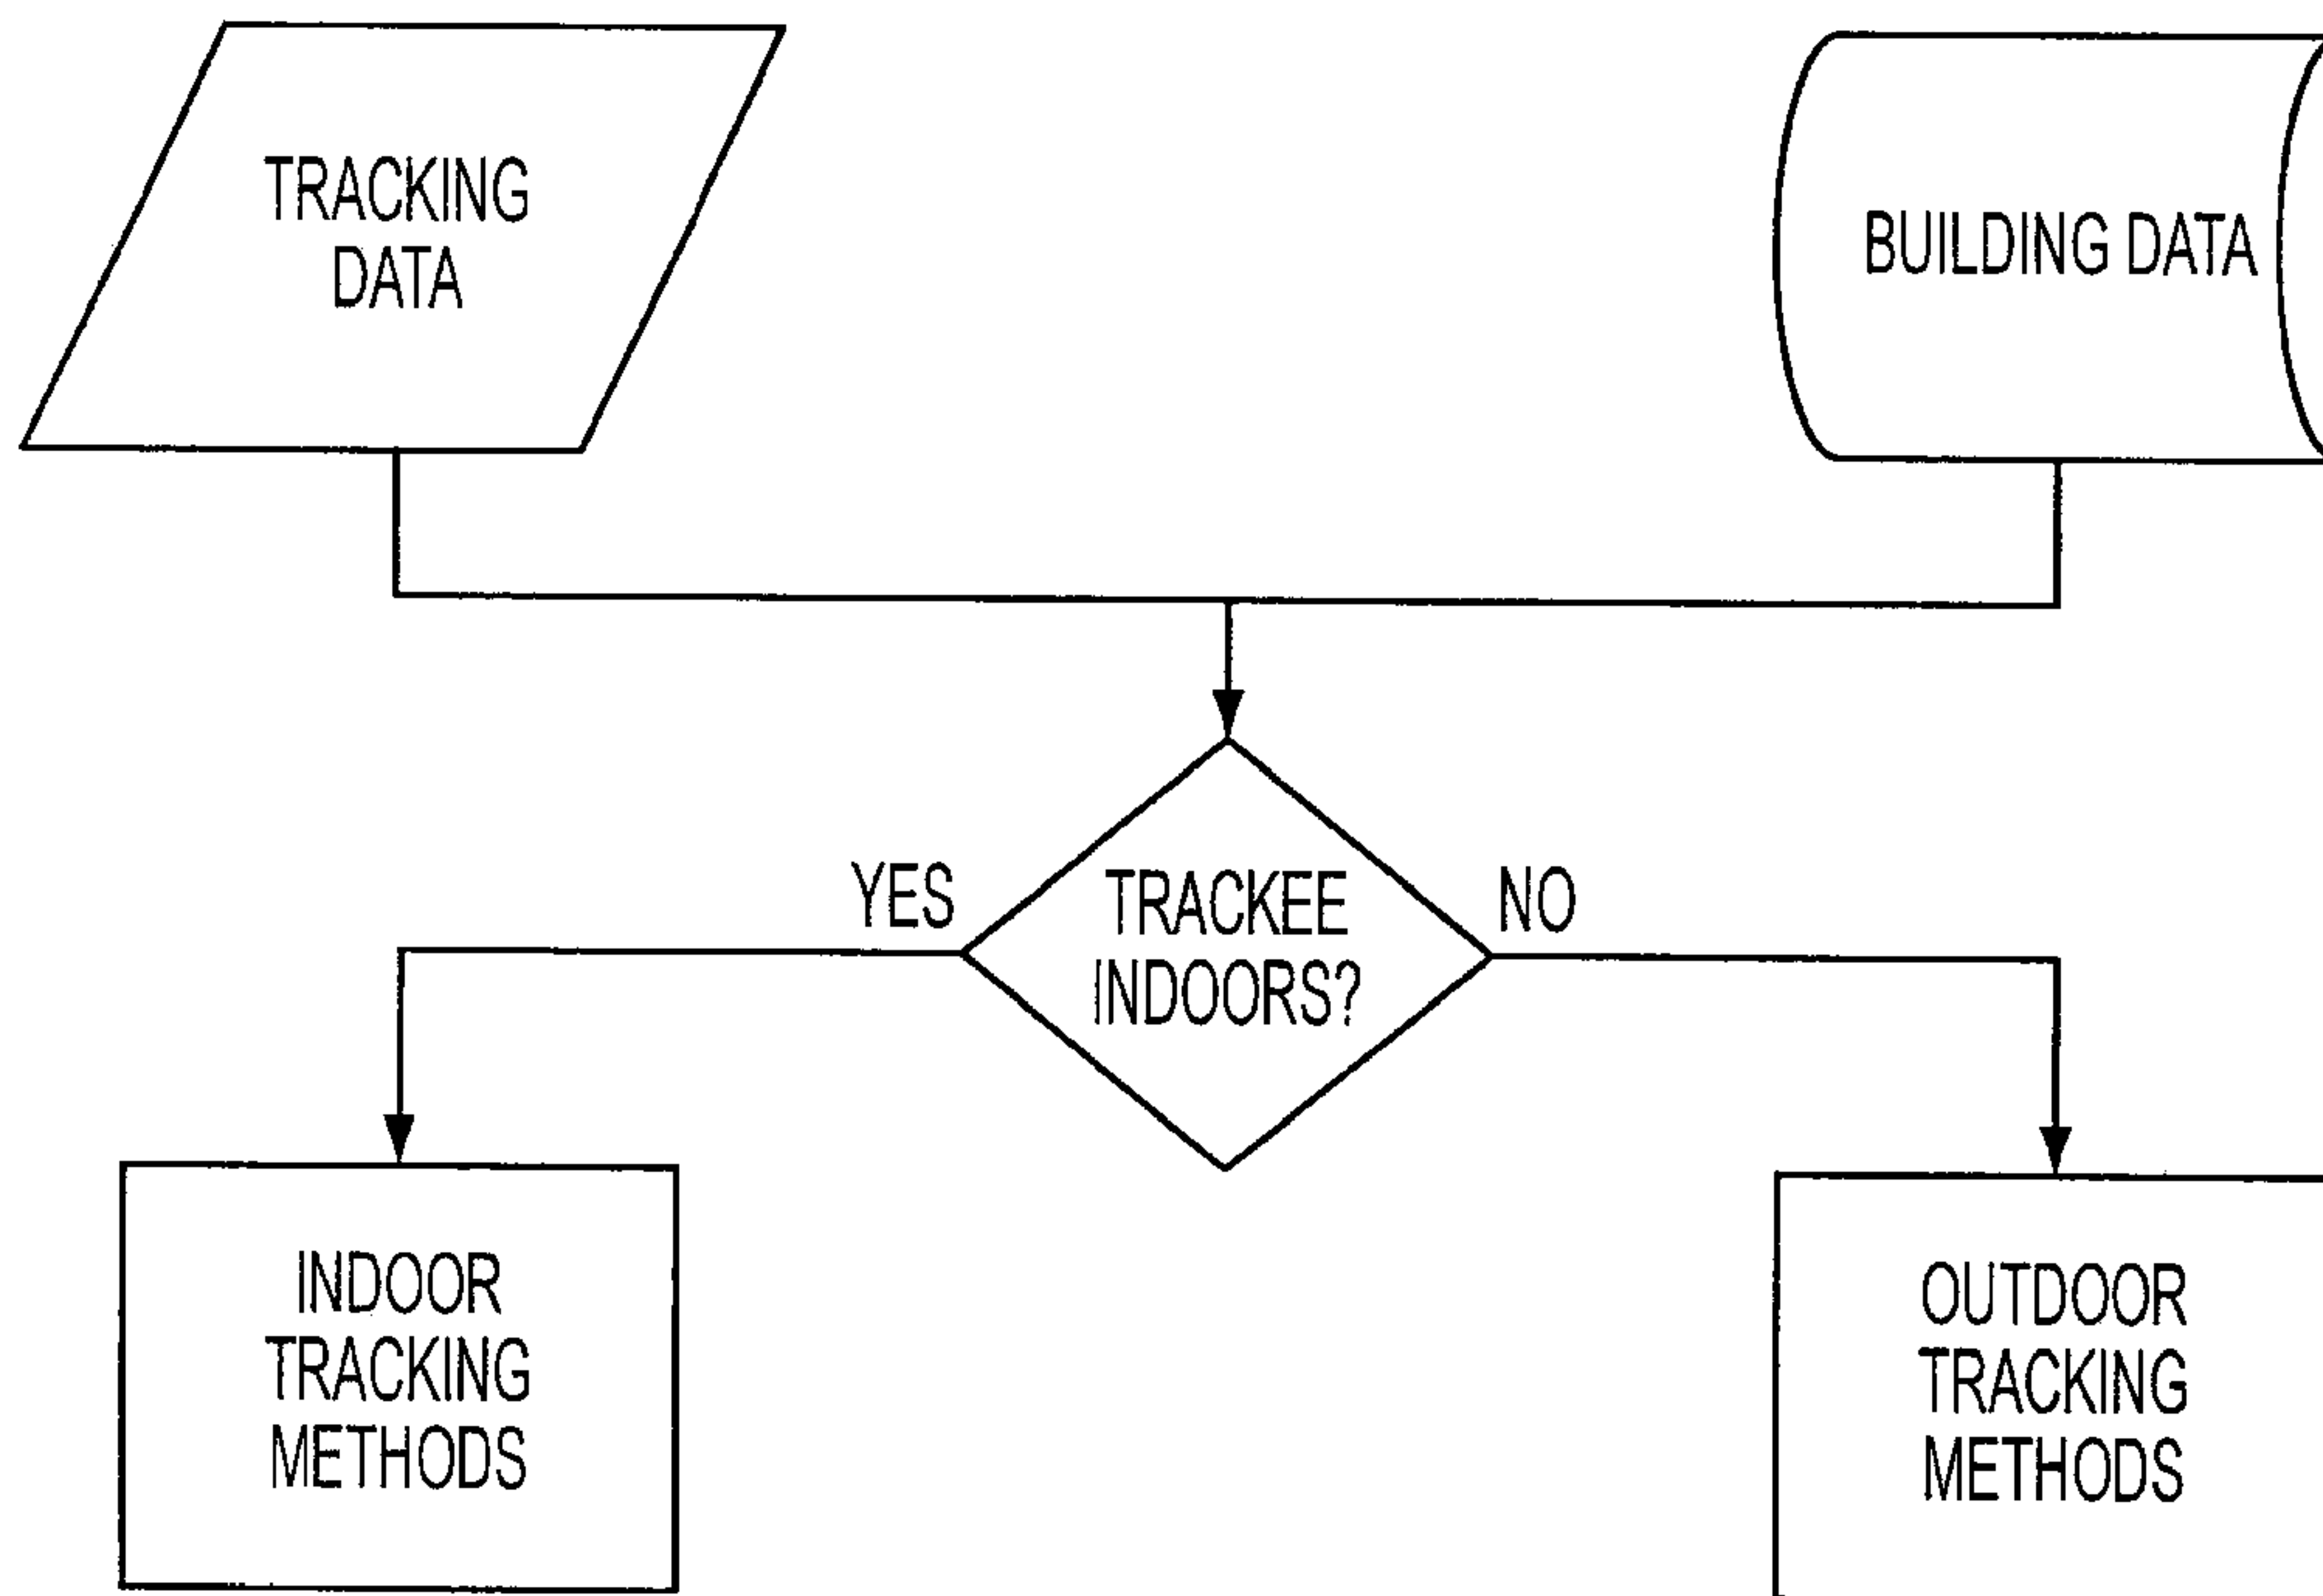 TRACKING
DATA
BUILDING DATA
YES
TRACKEE
INDOORS?
NO
INDOOR
TRACKING
METHODS
OUTDOOR
TRACKING
METHODS